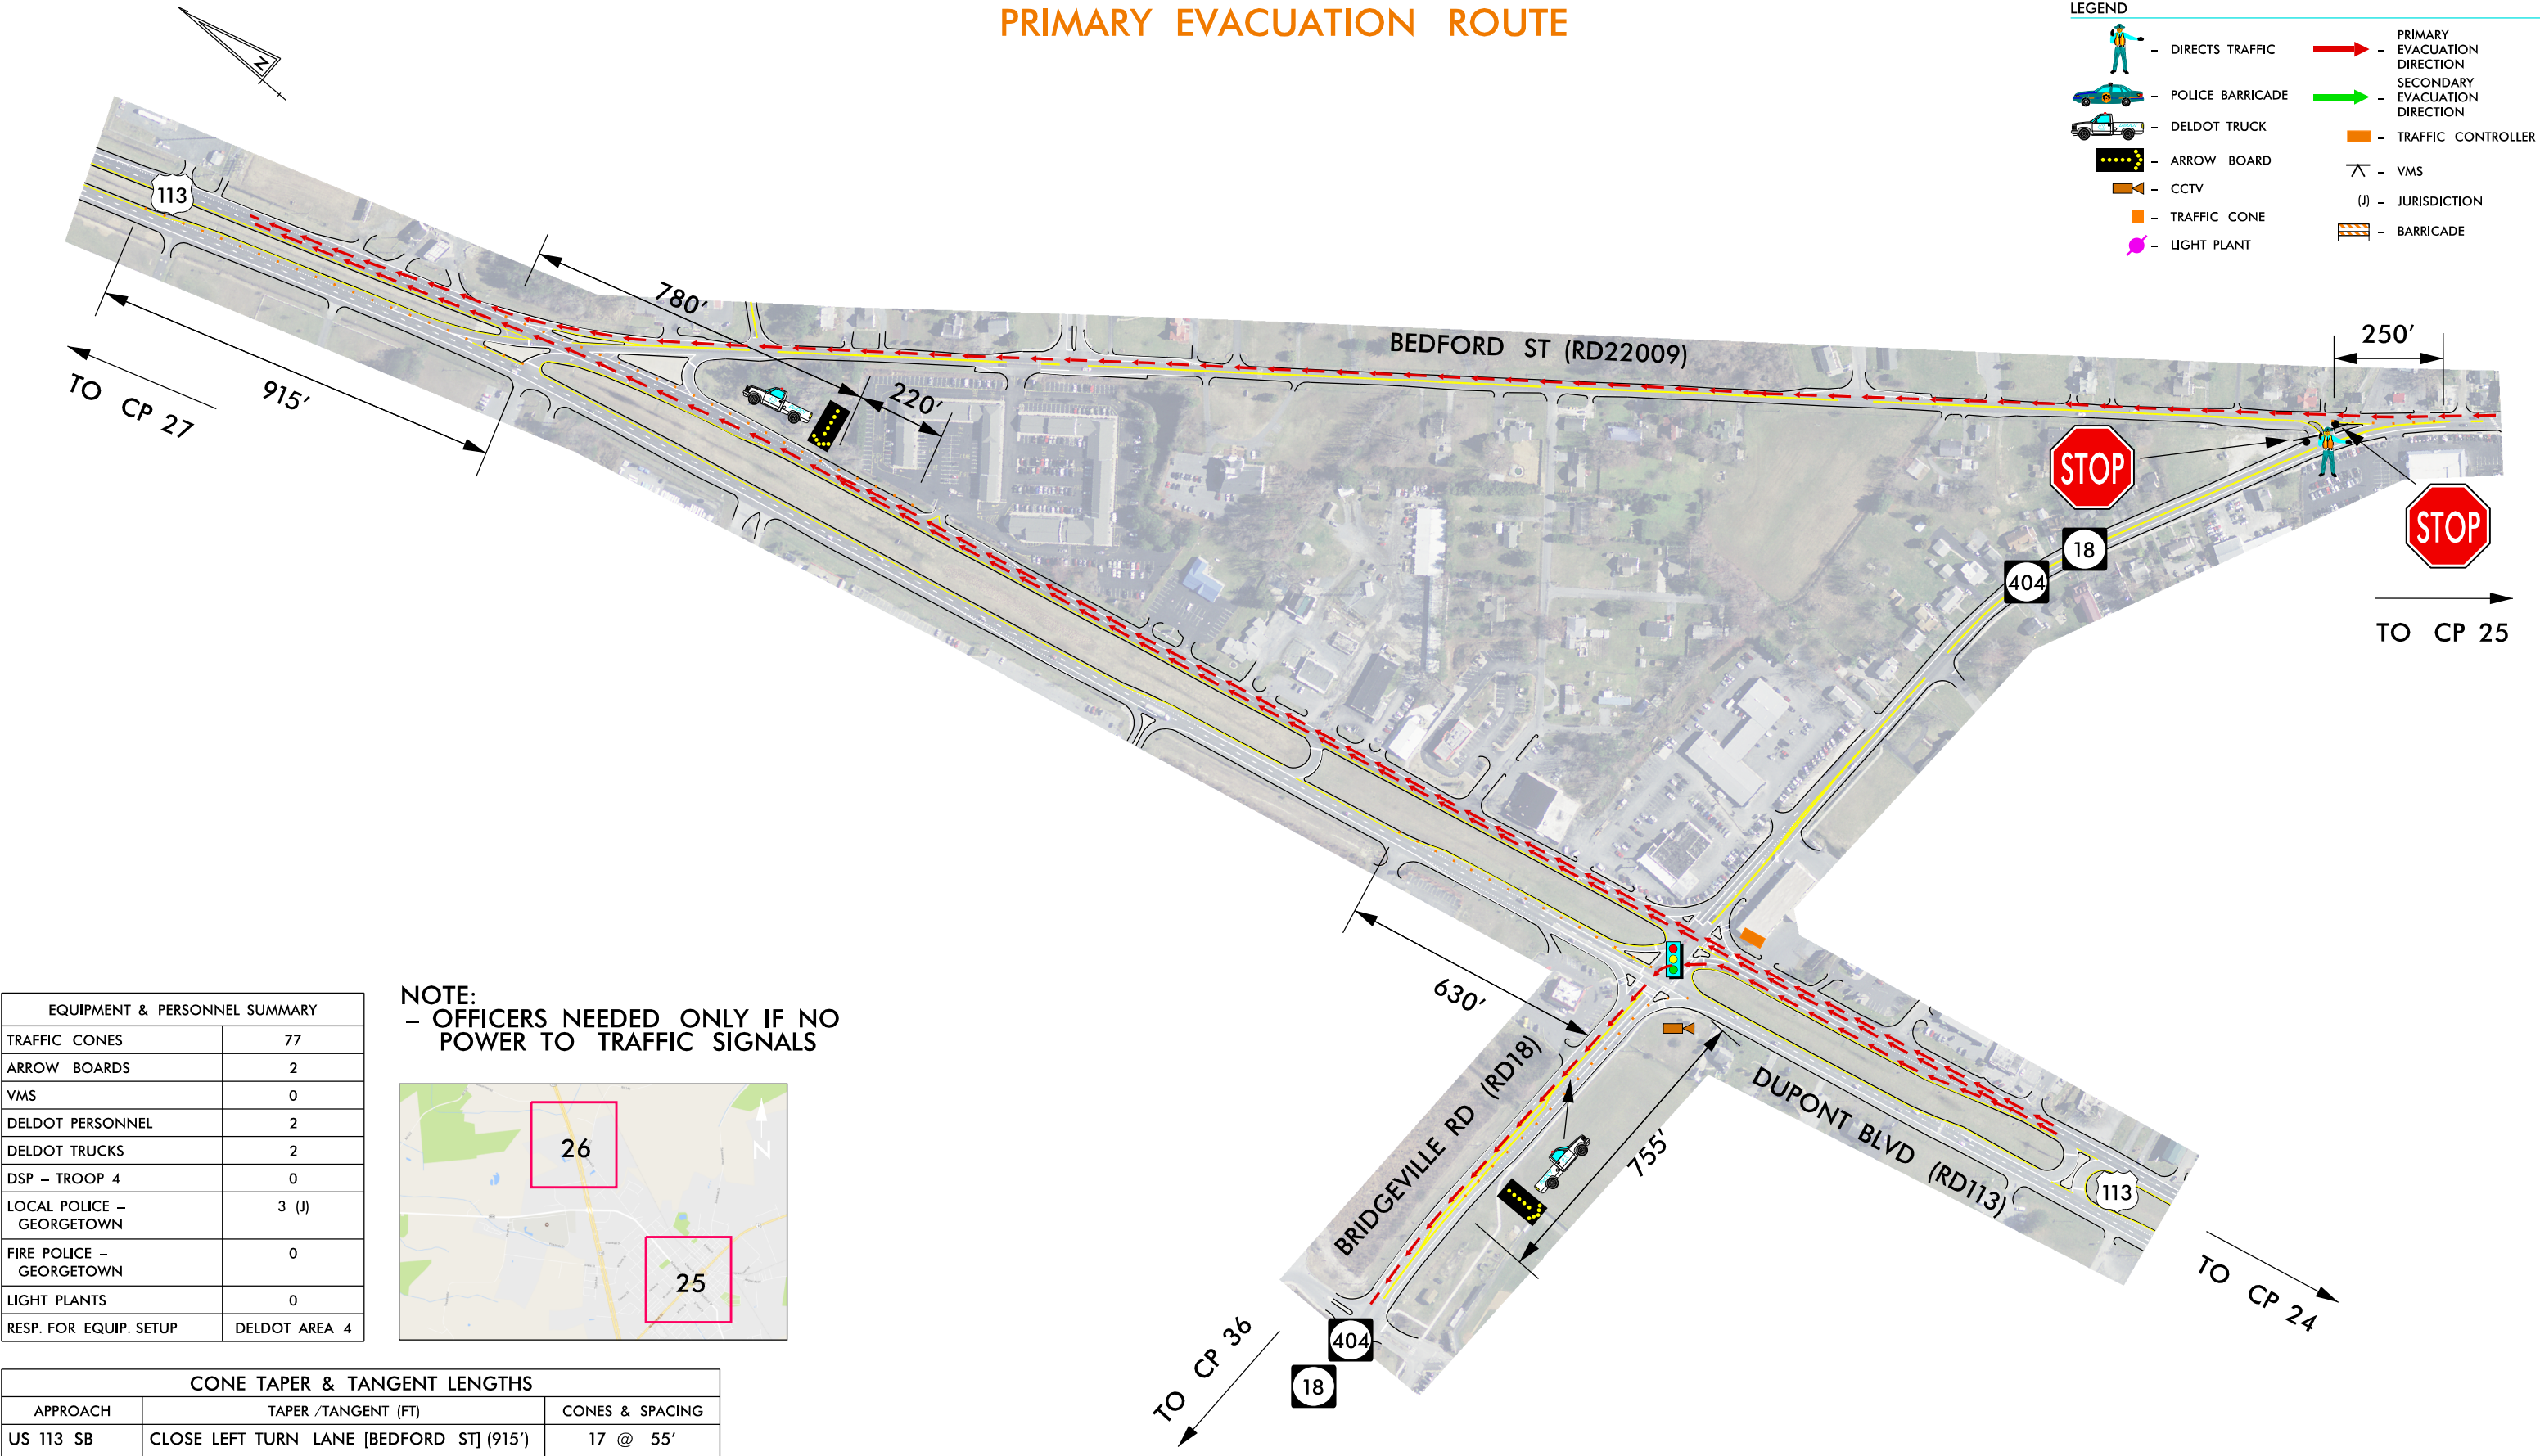 PRIMARY EVACUATION ROUTE
LEGEND
- DIRECTS TRAFFIC
- POLICE BARRICADE
- DELDOT TRUCK
- ARROW BOARD
- CCTV
- TRAFFIC CONE
- LIGHT PLANT
- PRIMARY
EVACUATION
DIRECTION
- SECONDARY
EVACUATION
DIRECTION
- TRAFFIC CONTROLLER
- VMS
(J) - JURISDICTION
- BARRICADE
N
113
780'
220'
915'
TO CP 27
BEDFORD ST (RD22009)
250'
STOP
STOP
18
404
TO CP 25
630'
755'
BRIDGEVILLE RD (RD18)
DUPONT BLVD (RD113)
113
TO CP 24
TO CP 36
404
18
NOTE:
- OFFICERS NEEDED ONLY IF NO
POWER TO TRAFFIC SIGNALS
26
25
N
EQUIPMENT & PERSONNEL SUMMARY
TRAFFIC CONES 77
ARROW BOARDS 2
VMS 0
DELDOT PERSONNEL 2
DELDOT TRUCKS 2
DSP - TROOP 4 0
LOCAL POLICE - 3 (J)
GEORGETOWN
FIRE POLICE - 0
GEORGETOWN
LIGHT PLANTS 0
RESP. FOR EQUIP. SETUP DELDOT AREA 4
CONE TAPER & TANGENT LENGTHS
APPROACH TAPER /TANGENT (FT) CONES & SPACING
US 113 SB CLOSE LEFT TURN LANE [BEDFORD ST] (915') 17 @ 55'